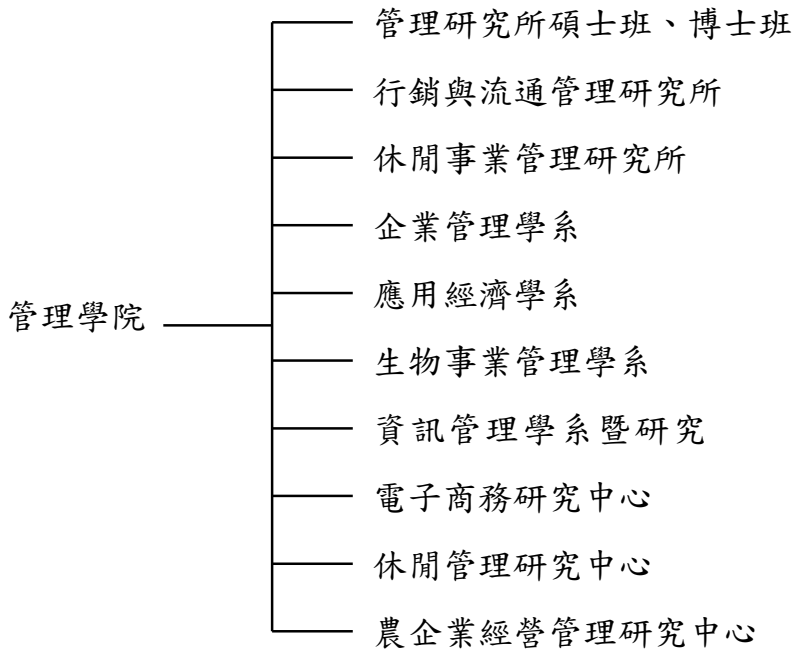 管理研究所碩士班、博士班
行銷與流通管理研究所
休閒事業管理研究所
企業管理學系
應用經濟學系
管理學院
生物事業管理學系
資訊管理學系暨研究
電子商務研究中心
休閒管理研究中心
農企業經營管理研究中心